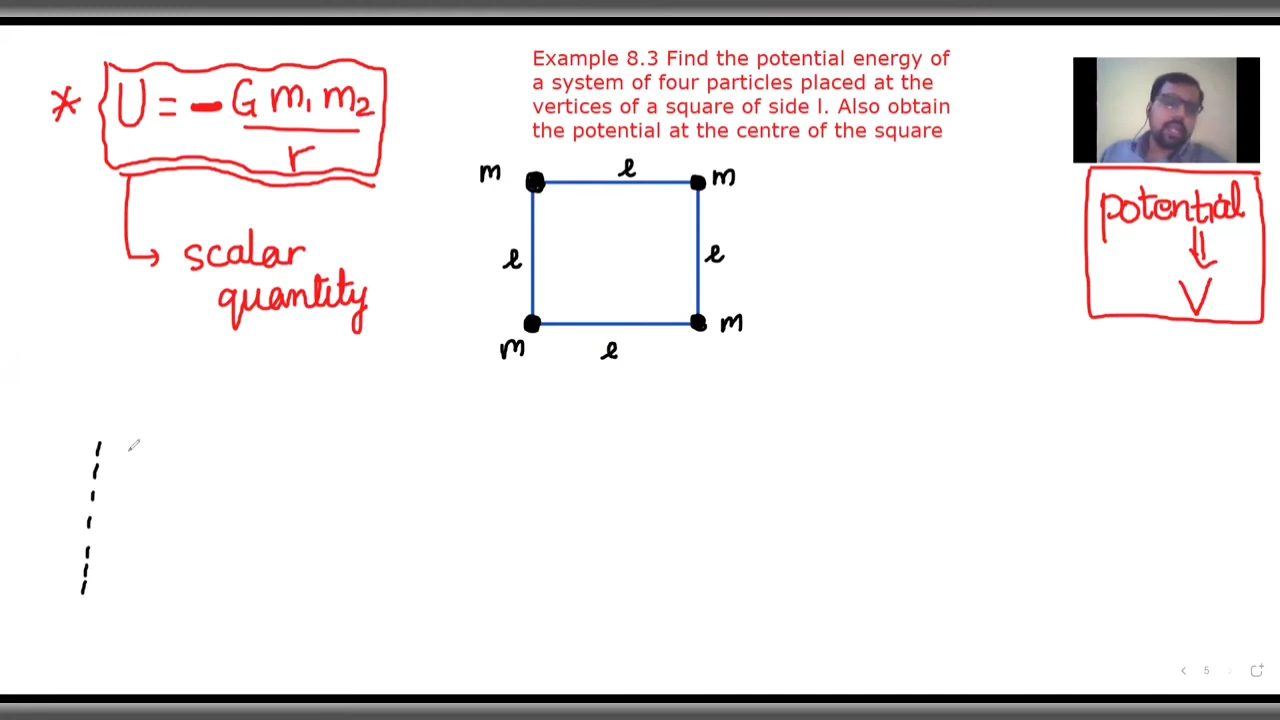 * U = - G m₁ m₂
r
scalar
quantity
Example 8.3 Find the potential energy of
a system of four particles placed at the
vertices of a square of side l. Also obtain
the potential at the centre of the square
m l m
l l
m l m
potential
⇓
V
< 5 >